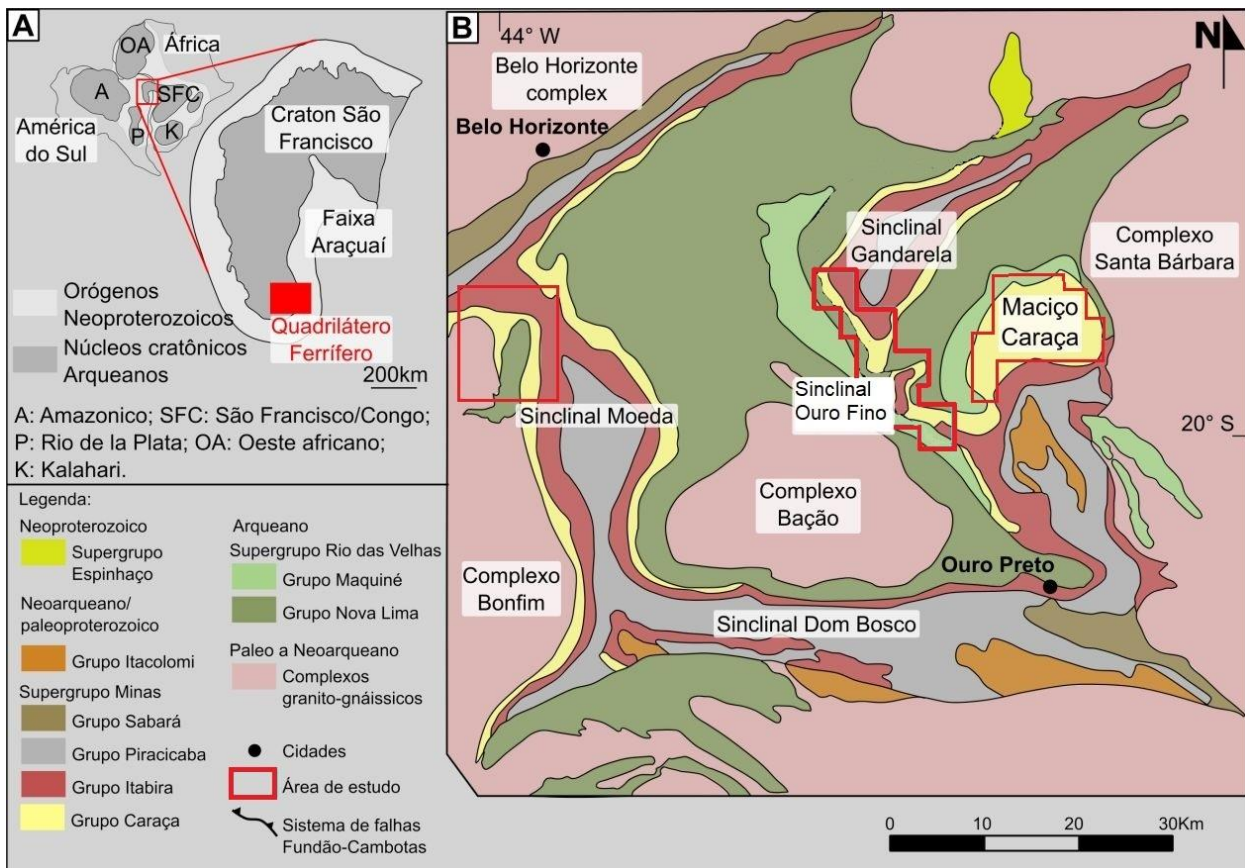 A
OA
África
A
SFC
América
do Sul
P
K
Craton São
Francisco
Faixa
Araçuaí
Orógenos
Neoproterozoicos
Núcleos cratônicos
Arqueanos
Quadrilátero
Ferrífero
200km
A: Amazonico; SFC: São Francisco/Congo;
P: Rio de la Plata; OA: Oeste africano;
K: Kalahari.
Legenda:
Neoproterozoico
Supergrupo
Espinhaço
Neoarqueano/
paleoproterozoico
Grupo Itacolomi
Supergrupo Minas
Grupo Sabará
Grupo Piracicaba
Grupo Itabira
Grupo Caraça
Arqueano
Supergrupo Rio das Velhas
Grupo Maquiné
Grupo Nova Lima
Paleo a Neoarqueano
Complexos
granito-gnáissicos
Cidades
Área de estudo
Sistema de falhas
Fundão-Cambotas
B
44° W
N
Belo Horizonte
complex
Belo Horizonte
Sinclinal
Gandarela
Complexo
Santa Bárbara
Maciço
Caraça
Sinclinal
Ouro Fino
Sinclinal Moeda
20° S
Complexo
Bação
Ouro Preto
Complexo
Bonfim
Sinclinal Dom Bosco
0 10 20 30Km